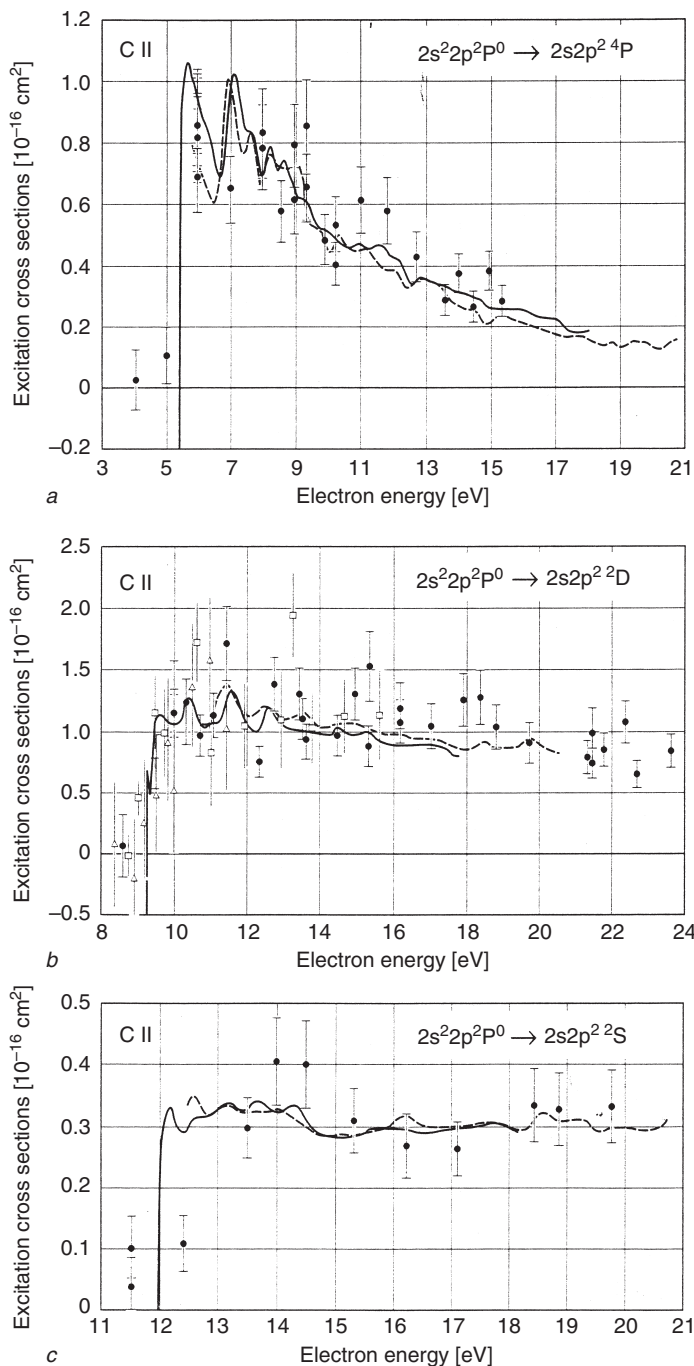 1.2
C II
2s²2p²P⁰ → 2s2p² ⁴P
1.0
0.8
0.6
0.4
0.2
0
–0.2
Excitation cross sections [10⁻¹⁶ cm²]
3 5 7 9 11 13 15 17 19 21
a Electron energy [eV]
2.5
C II
2s²2p²P⁰ → 2s2p² ²D
2.0
1.5
1.0
0.5
0
–0.5
Excitation cross sections [10⁻¹⁶ cm²]
8 10 12 14 16 18 20 22 24
b Electron energy [eV]
0.5
C II
2s²2p²P⁰ → 2s2p² ²S
0.4
0.3
0.2
0.1
0
Excitation cross sections [10⁻¹⁶ cm²]
11 12 13 14 15 16 17 18 19 20 21
c Electron energy [eV]